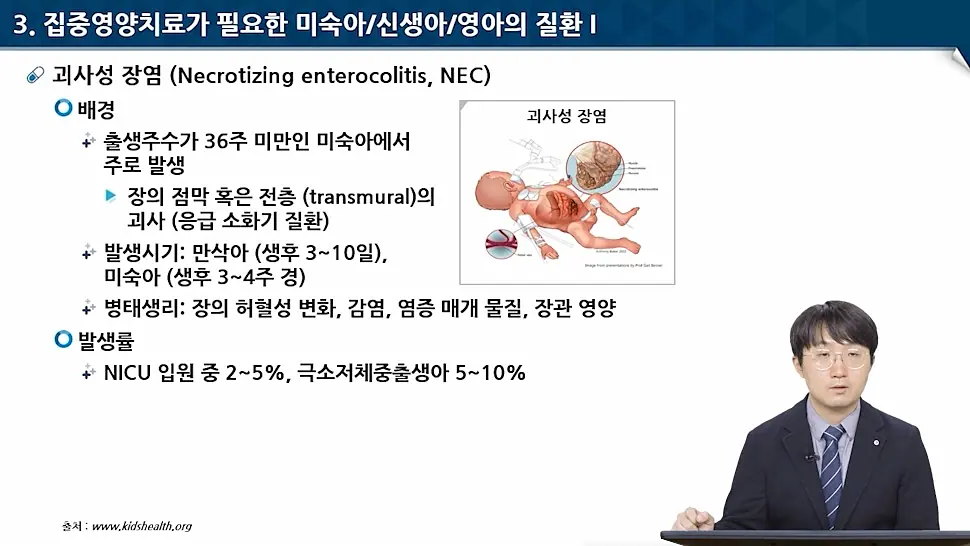 3. 집중영양치료가 필요한 미숙아/신생아/영아의 질환 I
괴사성 장염 (Necrotizing enterocolitis, NEC)
배경
출생주수가 36주 미만인 미숙아에서
주로 발생
장의 점막 혹은 전층 (transmural)의
괴사 (응급 소화기 질환)
발생시기: 만삭아 (생후 3~10일),
미숙아 (생후 3~4주 경)
병태생리: 장의 허혈성 변화, 감염, 염증 매개 물질, 장관 영양
발생률
NICU 입원 중 2~5%, 극소저체중출생아 5~10%
괴사성 장염
Necrotizing enterocolitis
Image from presentations by Prof
출처 : www.kidshealth.org